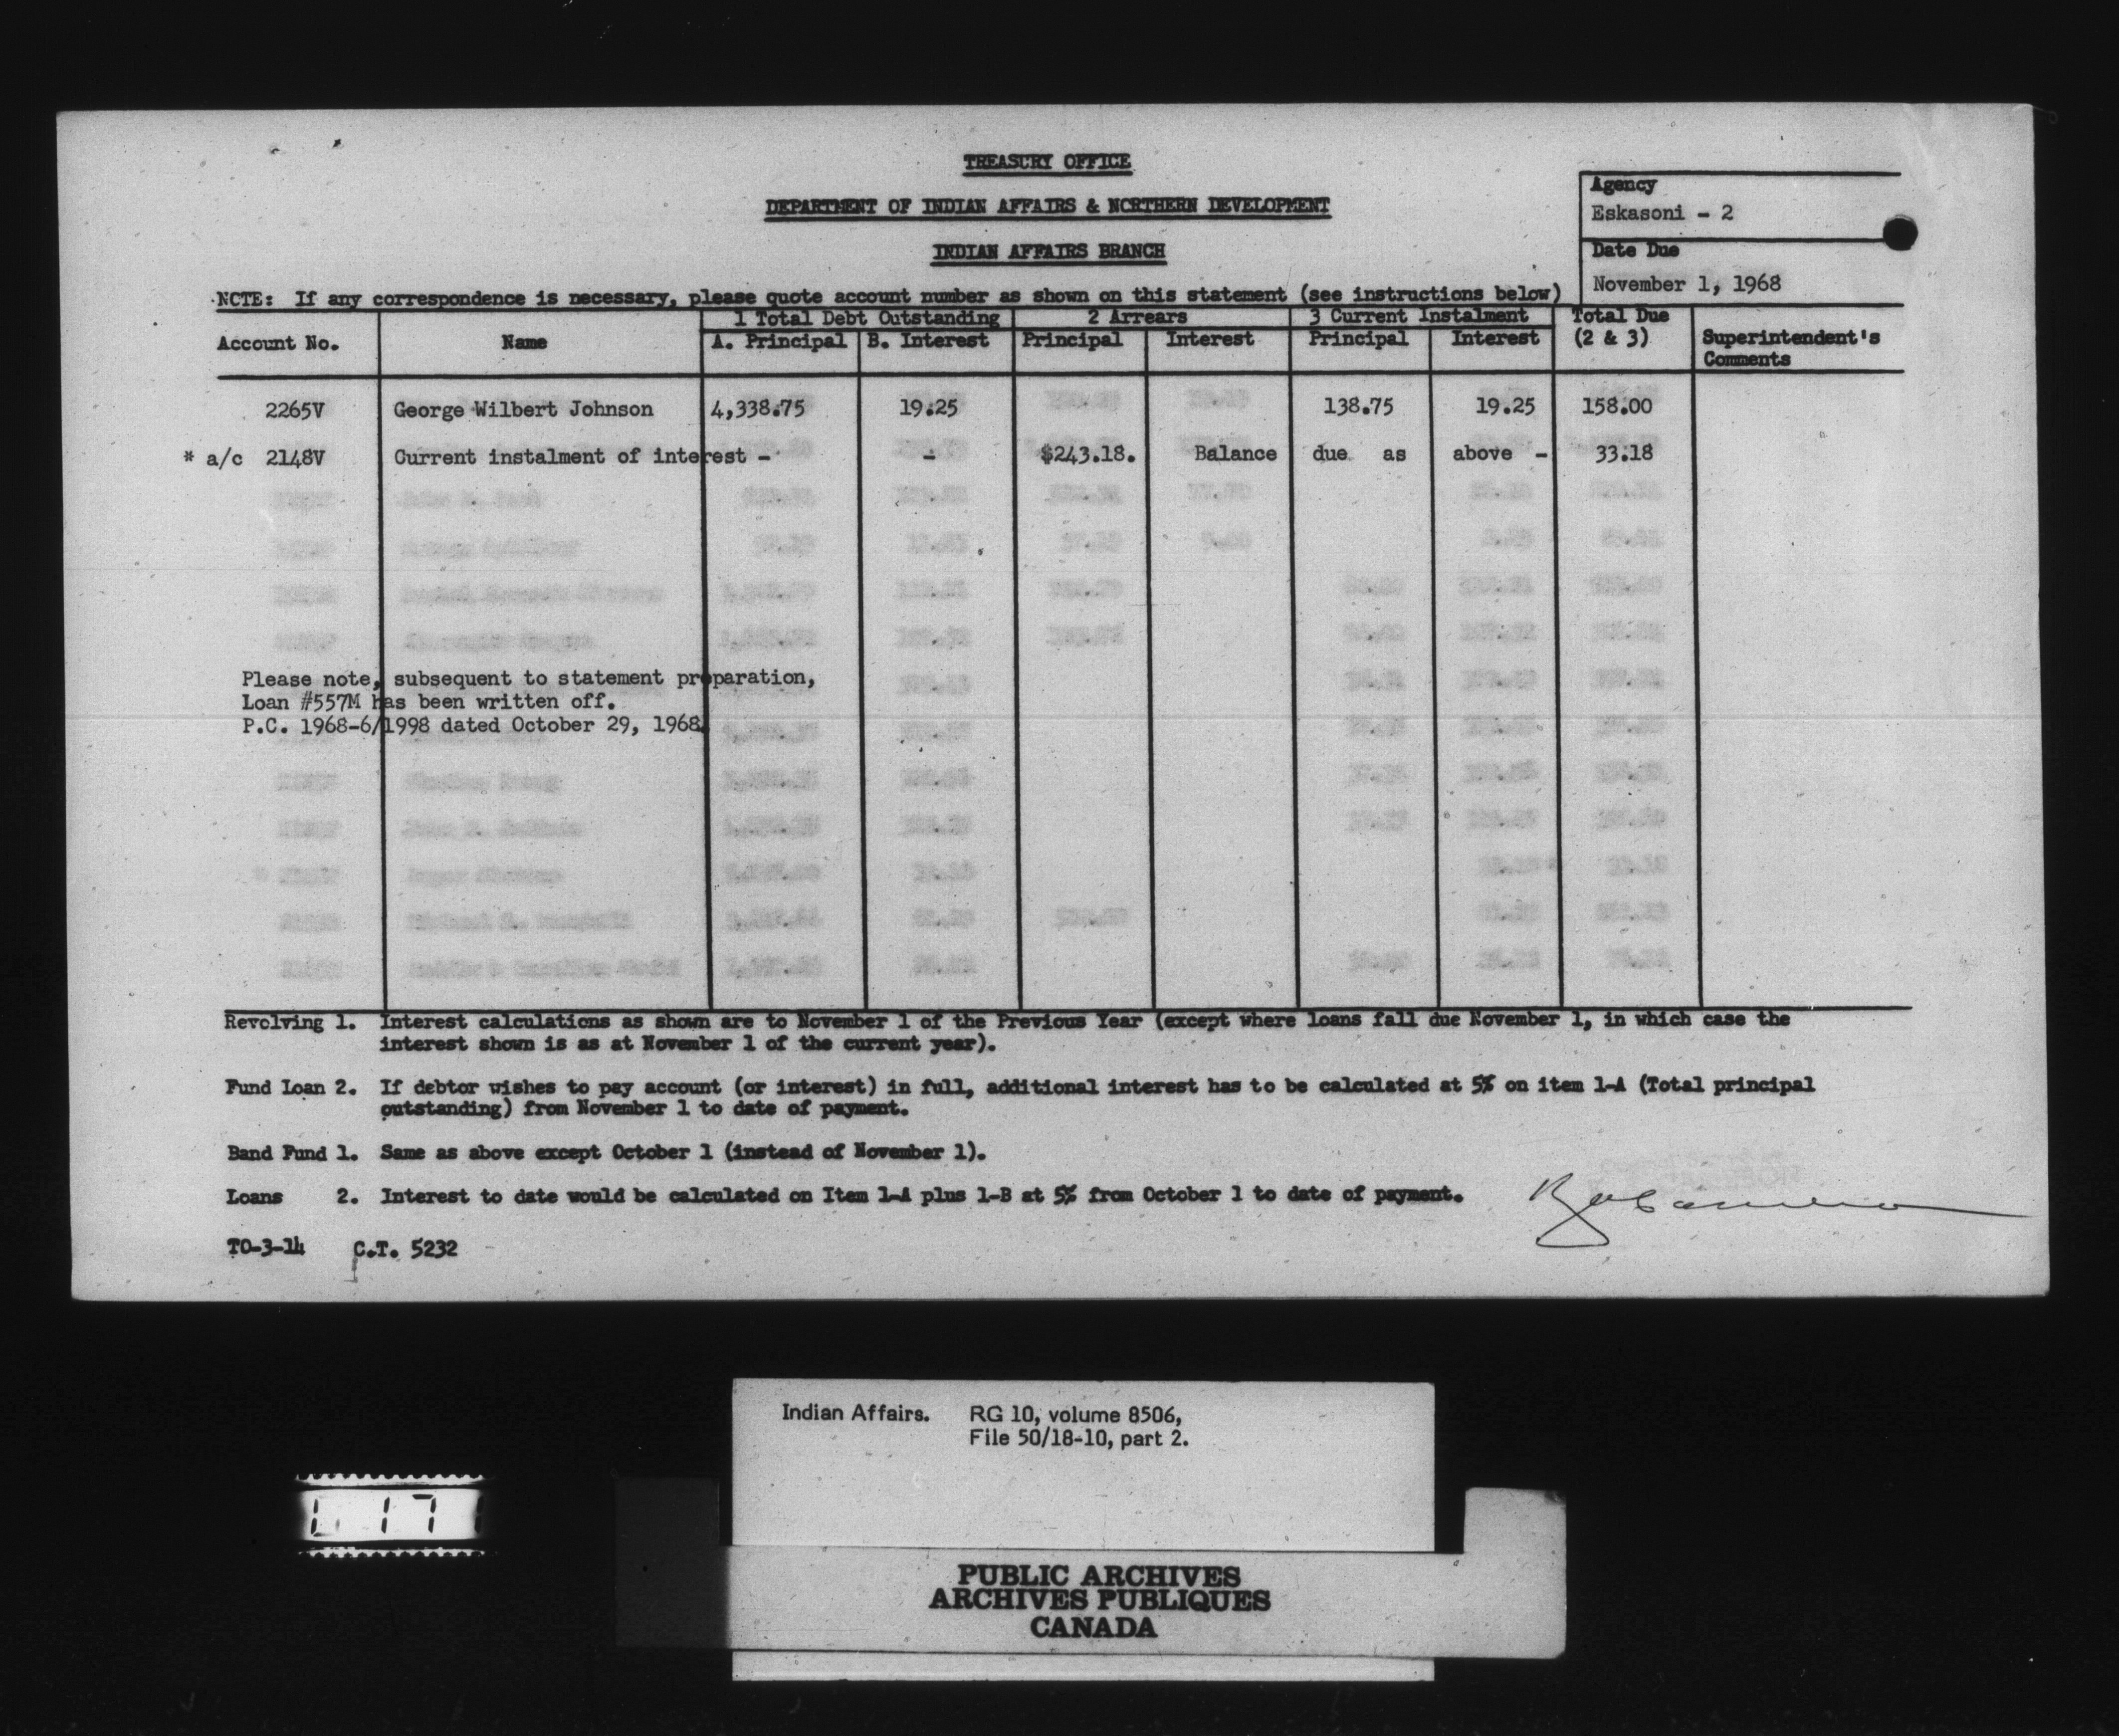 TREASURY OFFICE
DEPARTMENT OF INDIAN AFFAIRS & NORTHERN DEVELOPMENT
INDIAN AFFAIRS BRANCH
Agency
Eskasoni - 2
Date Due
November 1, 1968
NOTE: If any correspondence is necessary, please quote account number as shown on this statement (see instructions below)
Account No. Name 1 Total Debt Outstanding 2 Arrears 3 Current Instalment Total Due (2 & 3) Superintendent's Comments
A. Principal B. Interest Principal Interest Principal Interest
2265V George Wilbert Johnson 4,338.75 19.25 138.75 19.25 158.00
* a/c 2148V Current instalment of interest - - $243.18. Balance due as above - 33.18
Please note, subsequent to statement preparation,
Loan #557M has been written off.
P.C. 1968-6/1998 dated October 29, 1968.
Revolving 1. Interest calculations as shown are to November 1 of the Previous Year (except where loans fall due November 1, in which case the
interest shown is as at November 1 of the current year).
Fund Loan 2. If debtor wishes to pay account (or interest) in full, additional interest has to be calculated at 5% on item 1-A (Total principal
outstanding) from November 1 to date of payment.
Band Fund 1. Same as above except October 1 (instead of November 1).
Loans 2. Interest to date would be calculated on Item 1-A plus 1-B at 5% from October 1 to date of payment.
TO-3-14 C.T. 5232
Indian Affairs. RG 10, volume 8506,
File 50/18-10, part 2.
PUBLIC ARCHIVES
ARCHIVES PUBLIQUES
CANADA